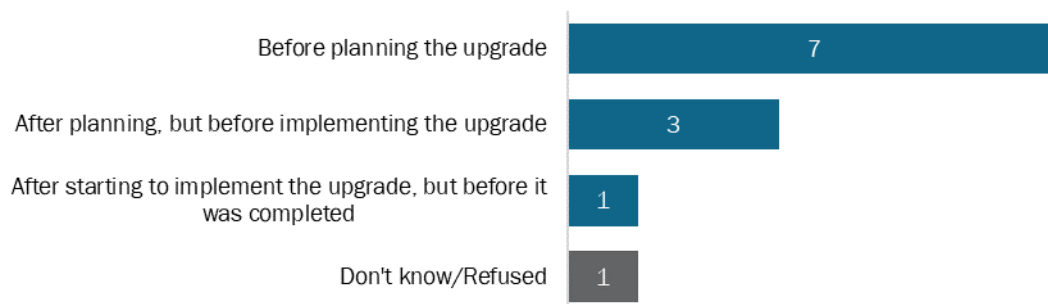 Before planning the upgrade
7
After planning, but before implementing the upgrade
3
After starting to implement the upgrade, but before it
was completed
1
Don't know/Refused
1